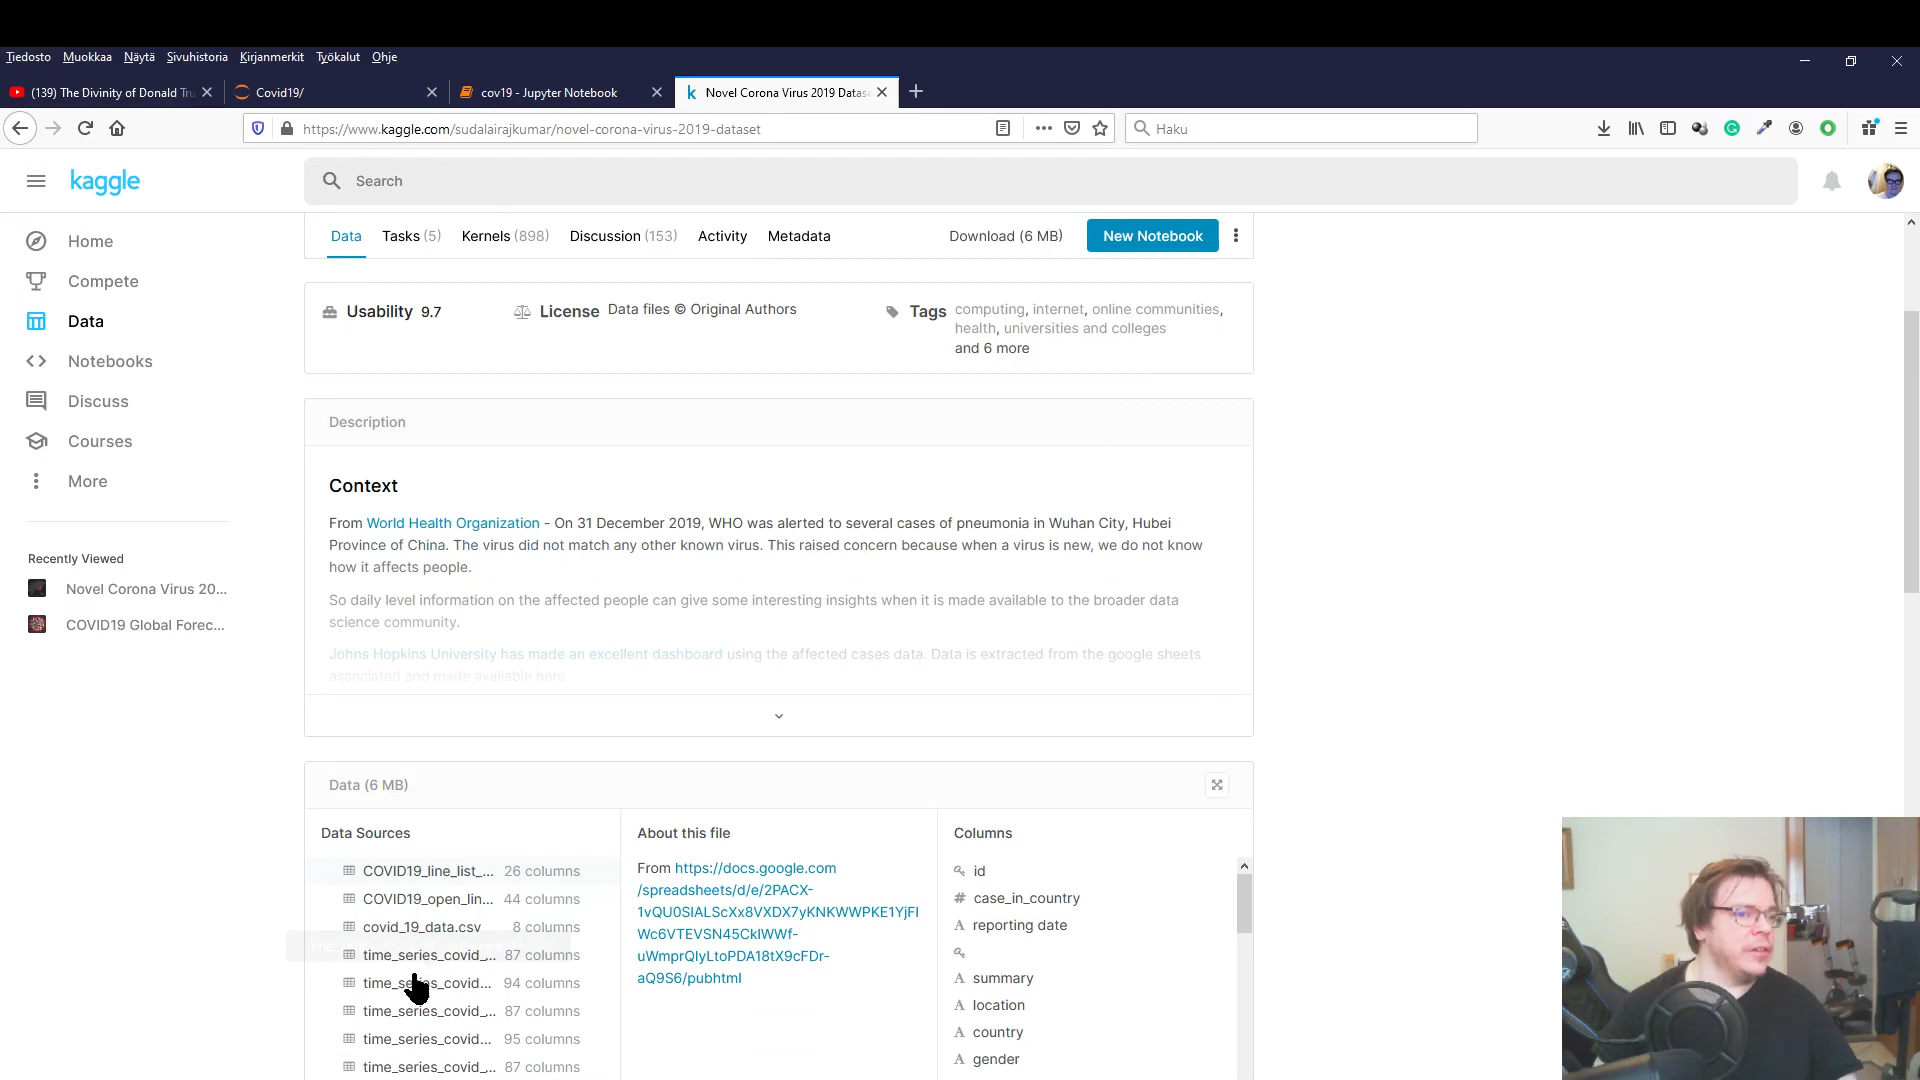 Tiedosto Muokkaa Näytä Sivuhistoria Kirjanmerkit Työkalut Ohje
(139) The Divinity of Donald Tru
Covid19/
cov19 - Jupyter Notebook
Novel Corona Virus 2019 Datase
https://www.kaggle.com/sudalairajkumar/novel-corona-virus-2019-dataset
Haku
kaggle
Search
Home
Compete
Data
Notebooks
Discuss
Courses
More
Recently Viewed
Novel Corona Virus 20...
COVID19 Global Forec...
Data Tasks (5) Kernels (898) Discussion (153) Activity Metadata Download (6 MB) New Notebook
Usability 9.7
License Data files © Original Authors
Tags computing, internet, online communities,
health, universities and colleges
and 6 more
Description
Context
From World Health Organization - On 31 December 2019, WHO was alerted to several cases of pneumonia in Wuhan City, Hubei
Province of China. The virus did not match any other known virus. This raised concern because when a virus is new, we do not know
how it affects people.
So daily level information on the affected people can give some interesting insights when it is made available to the broader data
science community.
Johns Hopkins University has made an excellent dashboard using the affected cases data. Data is extracted from the google sheets
associated and made available here.
Data (6 MB)
Data Sources
COVID19_line_list_... 26 columns
COVID19_open_lin... 44 columns
covid_19_data.csv 8 columns
time_series_covid_... 87 columns
time_series_covid... 94 columns
time_series_covid_... 87 columns
time_series_covid... 95 columns
time_series_covid_... 87 columns
About this file
From https://docs.google.com
/spreadsheets/d/e/2PACX-
1vQU0SIALScXx8VXDX7yKNKWWPKE1YjFI
Wc6VTEVSN45CklWWf-
uWmprQlyLtoPDA18tX9cFDr-
aQ9S6/pubhtml
Columns
id
# case_in_country
A reporting date
A summary
A location
A country
A gender